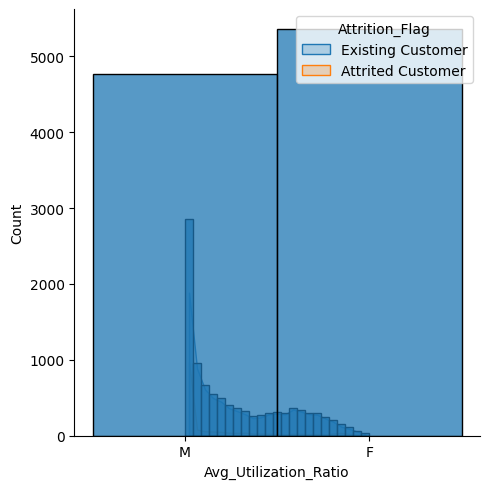 Attrition_Flag
Existing Customer
Attrited Customer
Count
5000
4000
3000
2000
1000
0
M
F
Avg_Utilization_Ratio